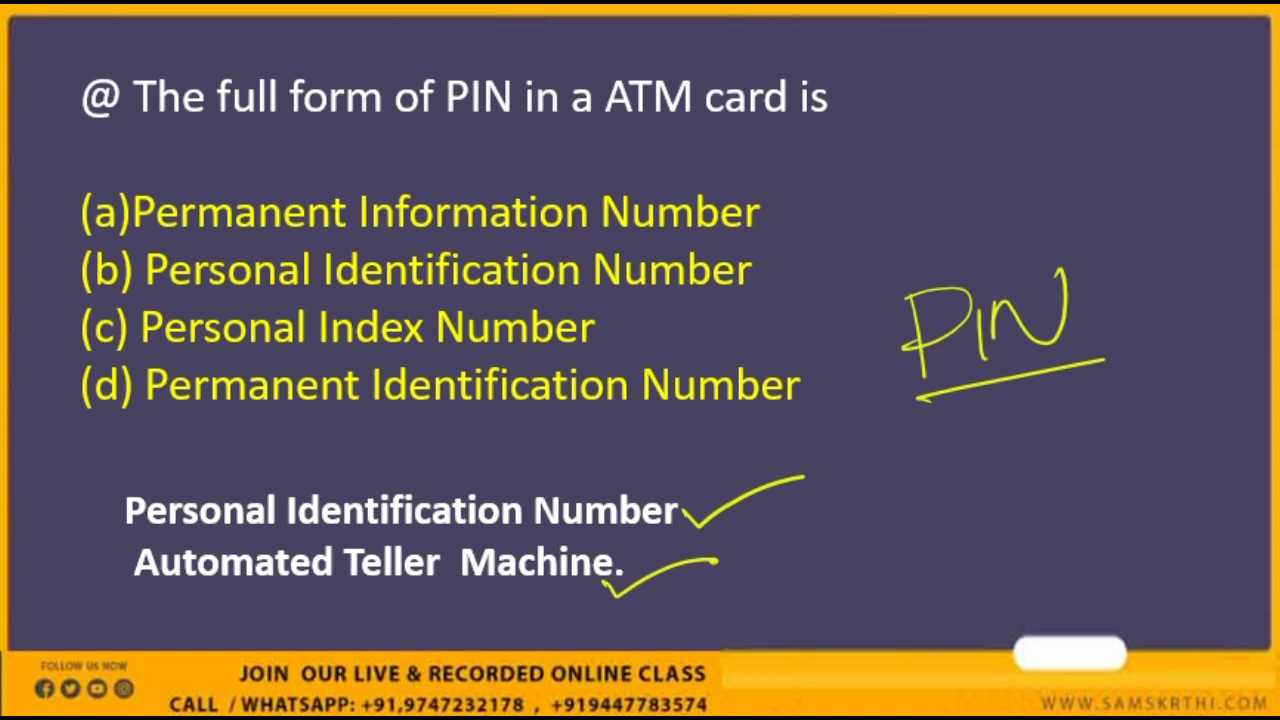 @ The full form of PIN in a ATM card is
(a)Permanent Information Number
(b) Personal Identification Number
(c) Personal Index Number
(d) Permanent Identification Number
PIN
Personal Identification Number
Automated Teller Machine.
FOLLOW US NOW
JOIN OUR LIVE & RECORDED ONLINE CLASS
CALL / WHATSAPP: +91,9747232178 , +919447783574
WWW.SAMSKRTHI.COM